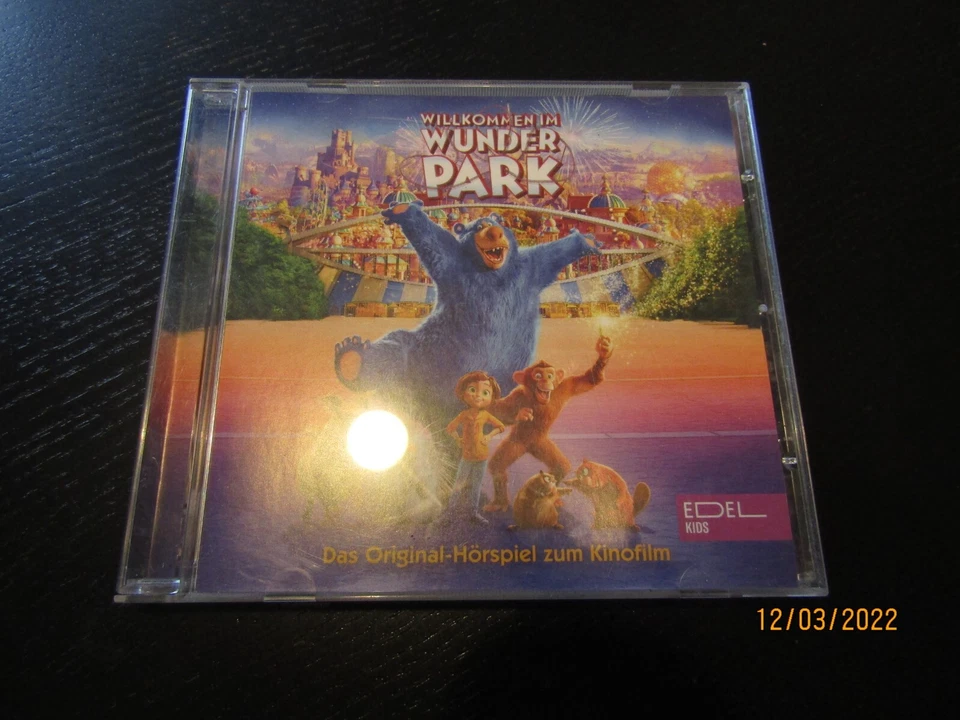 WILLKOMMEN IM
WUNDER
PARK
EDEL
KIDS
Das Original-Hörspiel zum Kinofilm
12/03/2022